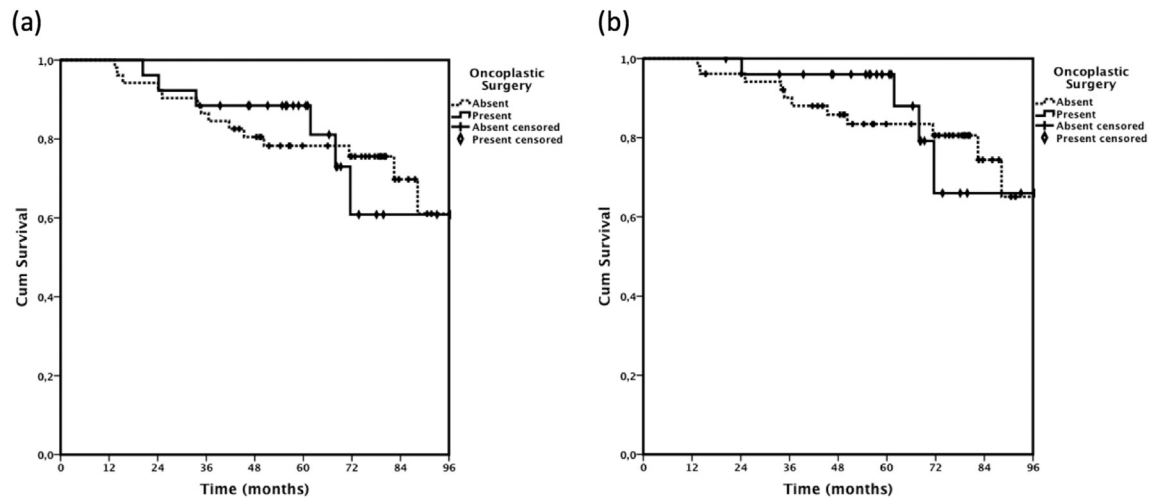 (a)
Cum Survival
1,0
0,8
0,6
0,4
0,2
0,0
0 12 24 36 48 60 72 84 96
Time (months)
Oncoplastic
Surgery
Absent
Present
Absent censored
Present censored
(b)
Cum Survival
1,0
0,8
0,6
0,4
0,2
0,0
0 12 24 36 48 60 72 84 96
Time (months)
Oncoplastic
Surgery
Absent
Present
Absent censored
Present censored